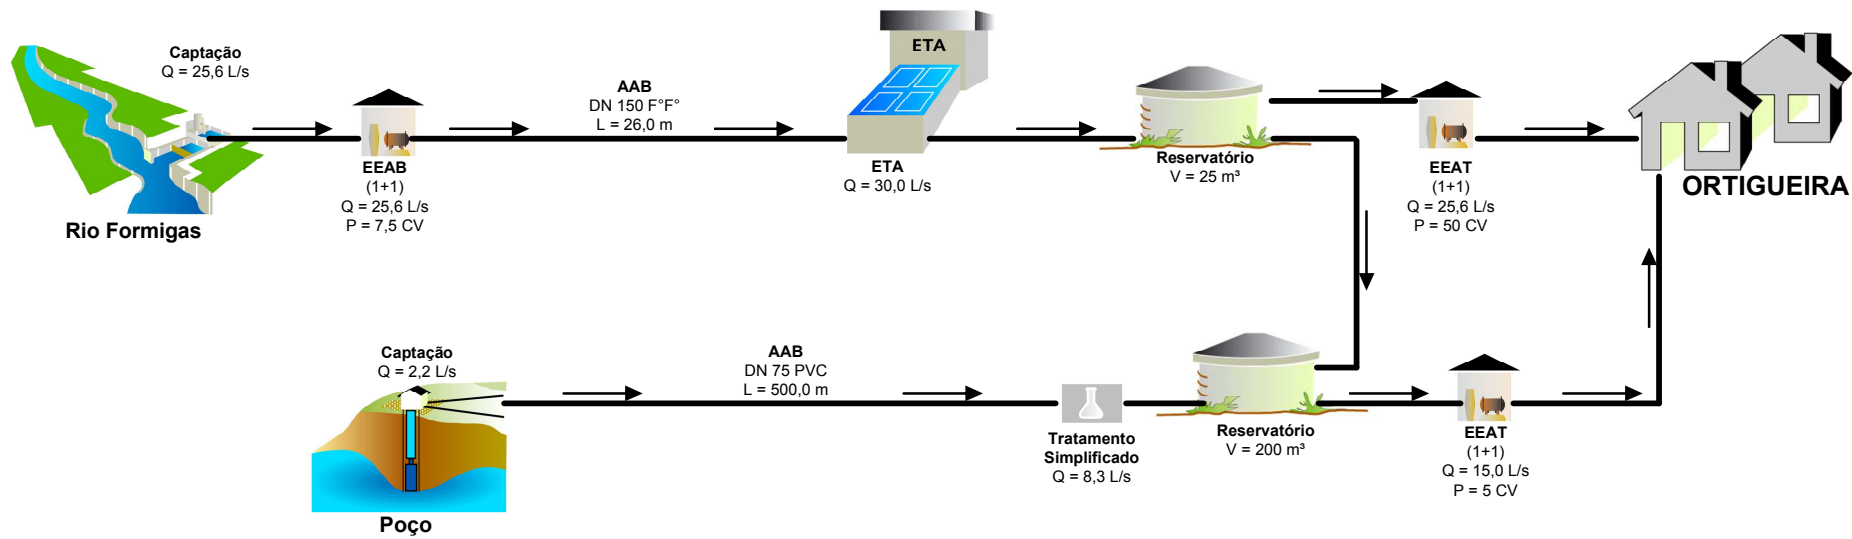 Captação
Q = 25,6 L/s
Rio Formigas
EEAB
(1+1)
Q = 25,6 L/s
P = 7,5 CV
AAB
DN 150 F°F°
L = 26,0 m
ETA
ETA
Q = 30,0 L/s
Reservatório
V = 25 m³
EEAT
(1+1)
Q = 25,6 L/s
P = 50 CV
ORTIGUEIRA
Captação
Q = 2,2 L/s
Poço
AAB
DN 75 PVC
L = 500,0 m
Tratamento
Simplificado
Q = 8,3 L/s
Reservatório
V = 200 m³
EEAT
(1+1)
Q = 15,0 L/s
P = 5 CV